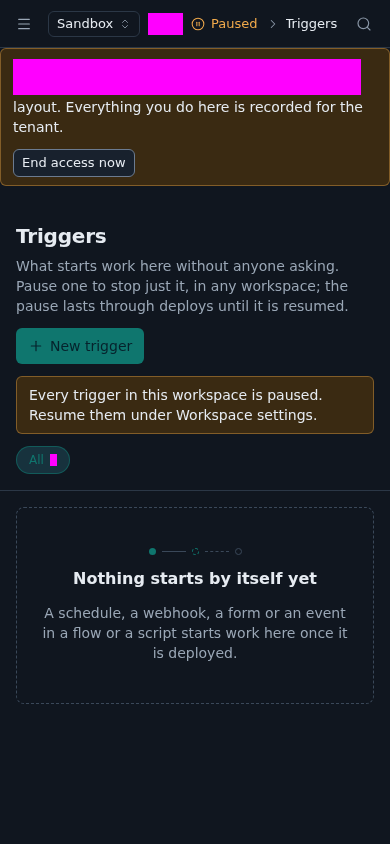 Sandbox
Paused
Triggers
layout. Everything you do here is recorded for the
tenant.
End access now
Triggers
What starts work here without anyone asking.
Pause one to stop just it, in any workspace; the
pause lasts through deploys until it is resumed.
New trigger
Every trigger in this workspace is paused.
Resume them under Workspace settings.
All
Nothing starts by itself yet
A schedule, a webhook, a form or an event
in a flow or a script starts work here once it
is deployed.